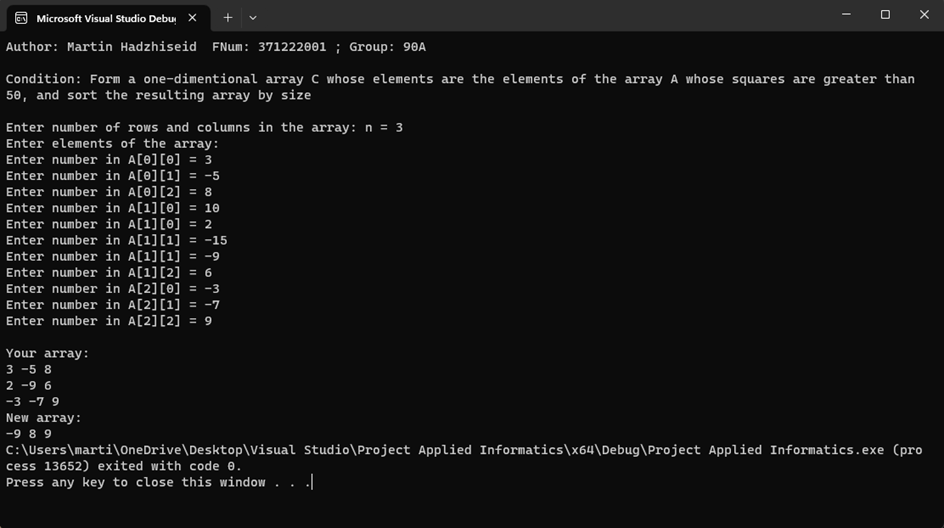 Microsoft Visual Studio Debug
Author: Martin Hadzhiseid  FNum: 371222001 ; Group: 90A
Condition: Form a one-dimentional array C whose elements are the elements of the array A whose squares are greater than
50, and sort the resulting array by size
Enter number of rows and columns in the array: n = 3
Enter elements of the array:
Enter number in A[0][0] = 3
Enter number in A[0][1] = -5
Enter number in A[0][2] = 8
Enter number in A[1][0] = 10
Enter number in A[1][0] = 2
Enter number in A[1][1] = -15
Enter number in A[1][1] = -9
Enter number in A[1][2] = 6
Enter number in A[2][0] = -3
Enter number in A[2][1] = -7
Enter number in A[2][2] = 9
Your array:
3 -5 8
2 -9 6
-3 -7 9
New array:
-9 8 9
C:\Users\marti\OneDrive\Desktop\Visual Studio\Project Applied Informatics\x64\Debug\Project Applied Informatics.exe (pro
cess 13652) exited with code 0.
Press any key to close this window . . .